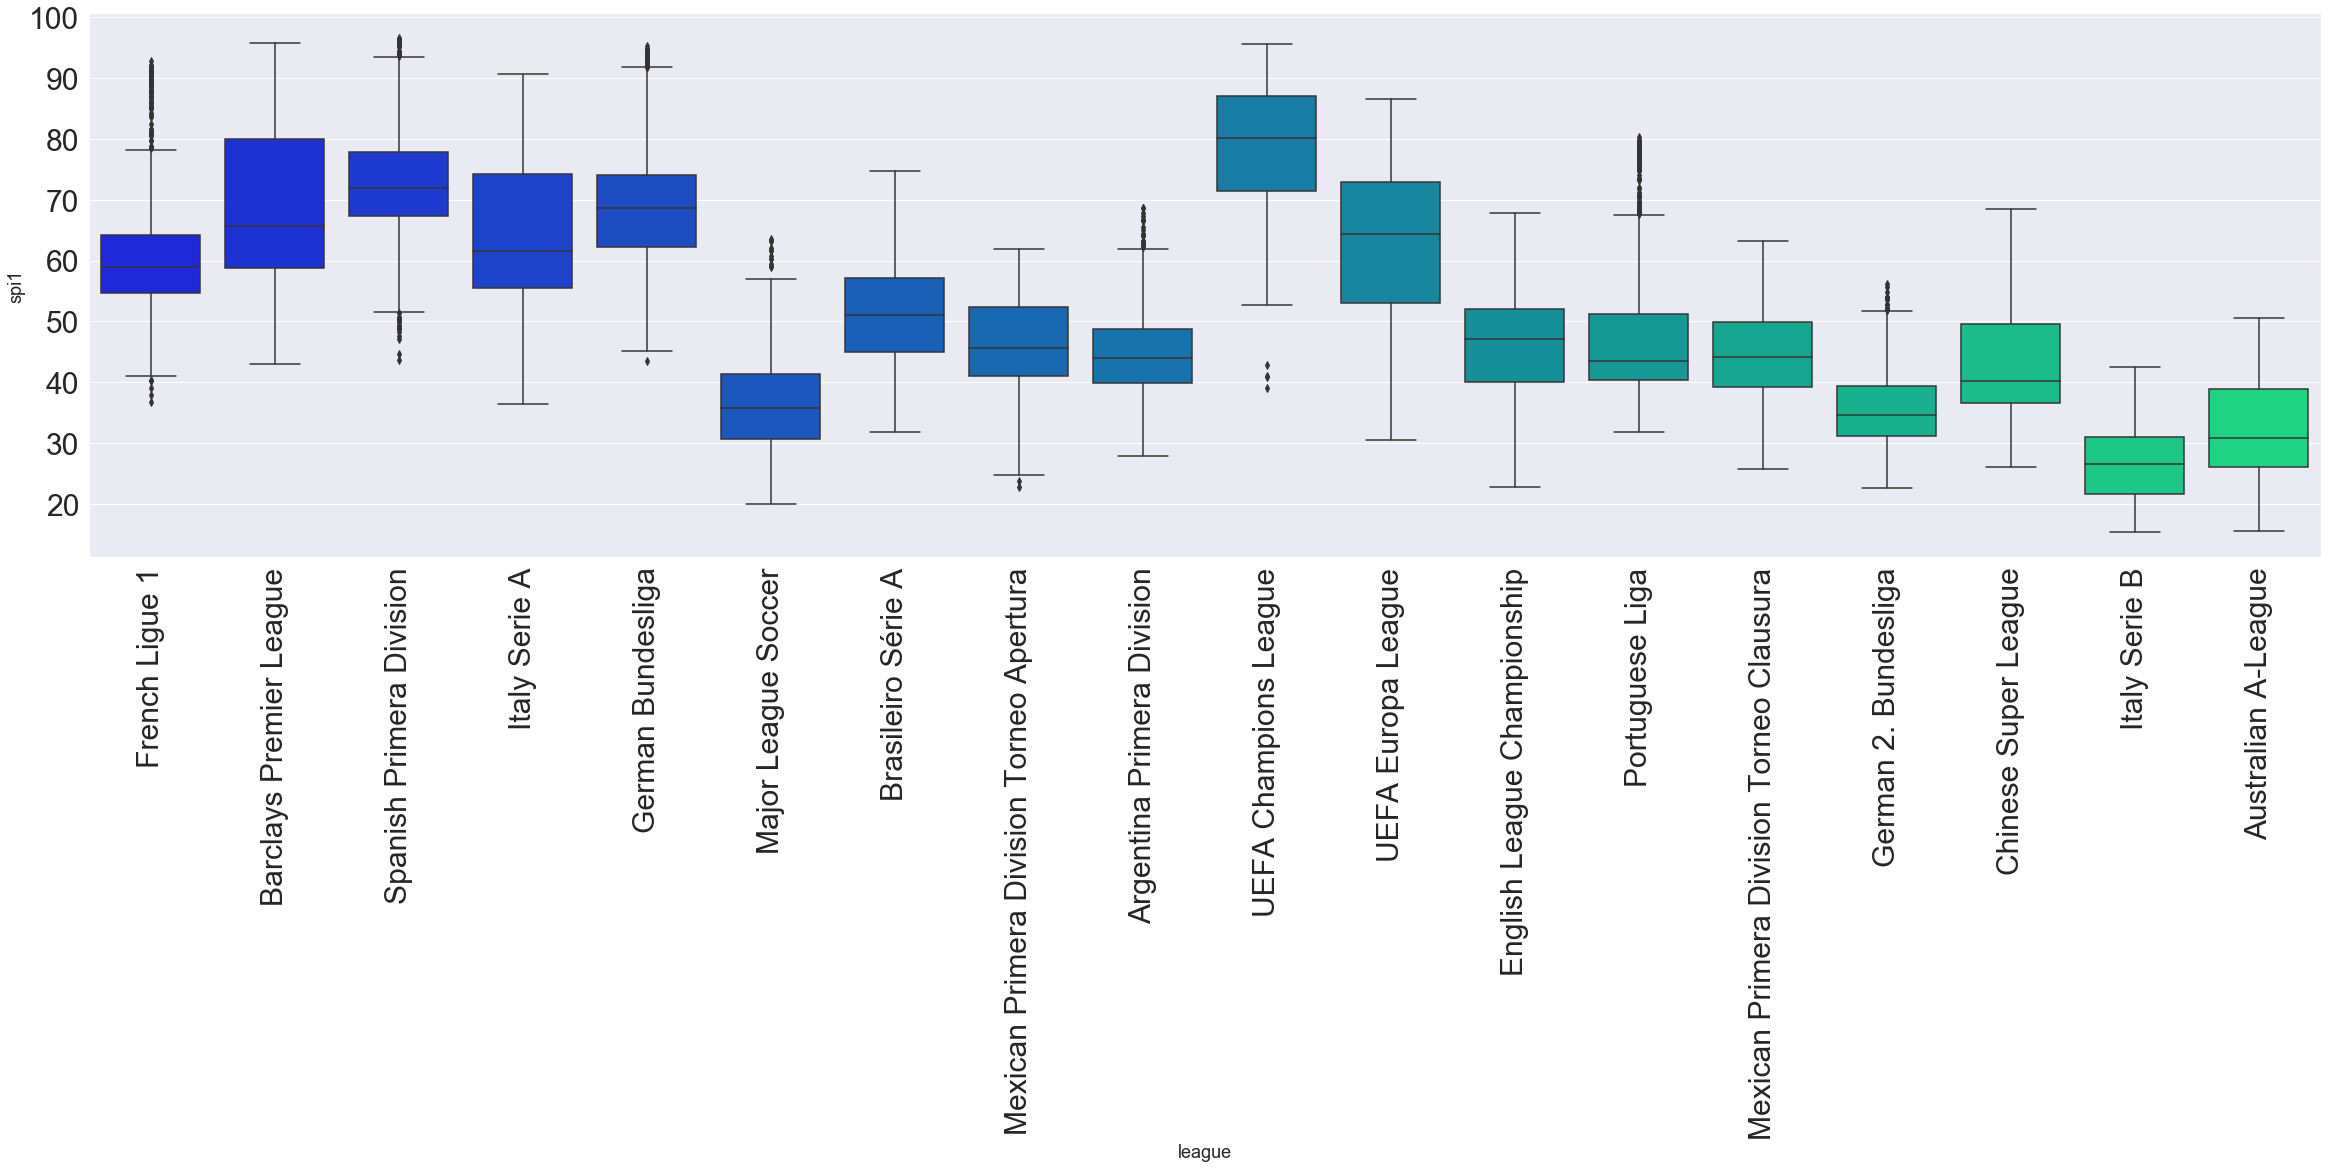 100
90
80
70
60
50
40
30
20
spi1
French Ligue 1
Barclays Premier League
Spanish Primera Division
Italy Serie A
German Bundesliga
Major League Soccer
Brasileiro Série A
Mexican Primera Division Torneo Apertura
Argentina Primera Division
UEFA Champions League
UEFA Europa League
English League Championship
Portuguese Liga
Mexican Primera Division Torneo Clausura
German 2. Bundesliga
Chinese Super League
Italy Serie B
Australian A-League
league